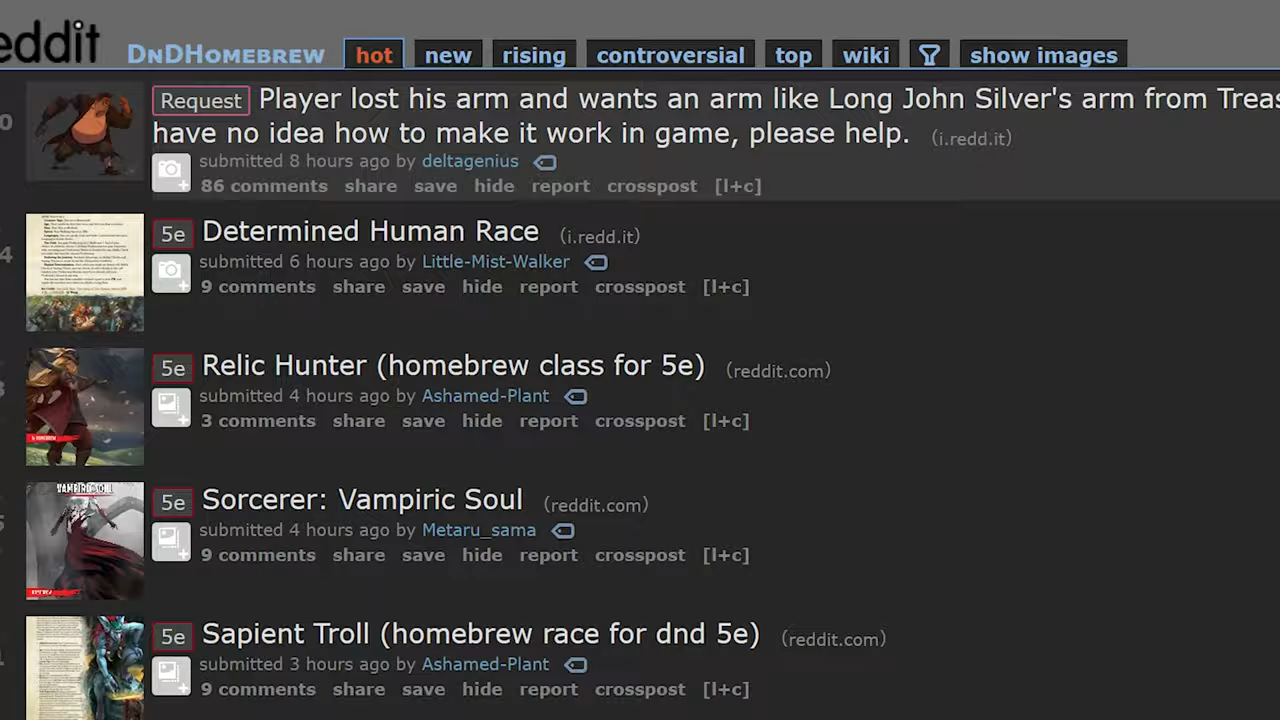 eddit DNDHOMEBREW hot new rising controversial top wiki show images
Request Player lost his arm and wants an arm like Long John Silver's arm from Treas
have no idea how to make it work in game, please help. (i.redd.it)
submitted 8 hours ago by deltagenius
86 comments share save hide report crosspost [l+c]
5e Determined Human Race (i.redd.it)
submitted 6 hours ago by Little-Mist-Walker
9 comments share save hide report crosspost [l+c]
5e Relic Hunter (homebrew class for 5e) (reddit.com)
submitted 4 hours ago by Ashamed-Plant
3 comments share save hide report crosspost [l+c]
VAMPIRIC SOUL
5e Sorcerer: Vampiric Soul (reddit.com)
submitted 4 hours ago by Metaru_sama
9 comments share save hide report crosspost [l+c]
5e Sapient Troll (homebrew race for dnd 5e) (reddit.com)
submitted 3 hours ago by Ashamed-Plant
9 comments share save hide report crosspost [l+c]